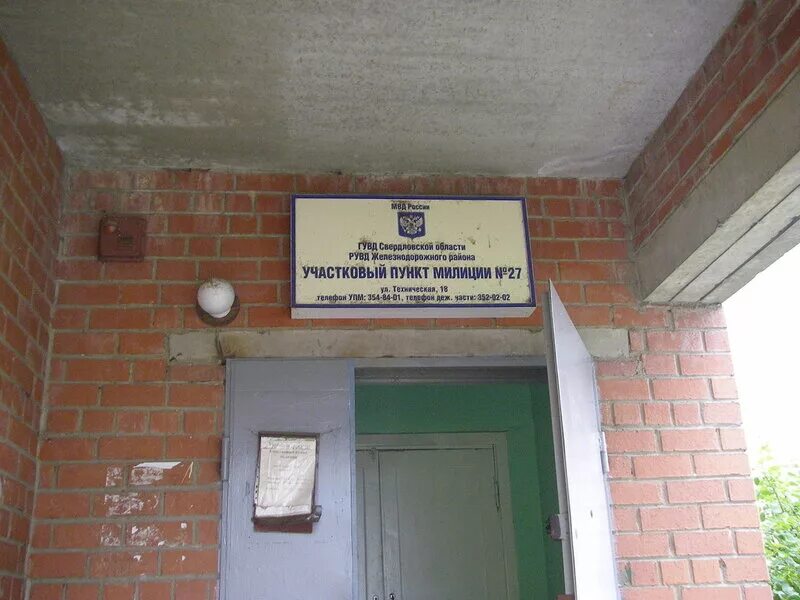 МВД России
ГУВД Свердловской области
РУВД Железнодорожного района
УЧАСТКОВЫЙ ПУНКТ МИЛИЦИИ №27
ул. Техническая, 18
телефон УПМ: 354-84-01, телефон деж. части: 352-02-02